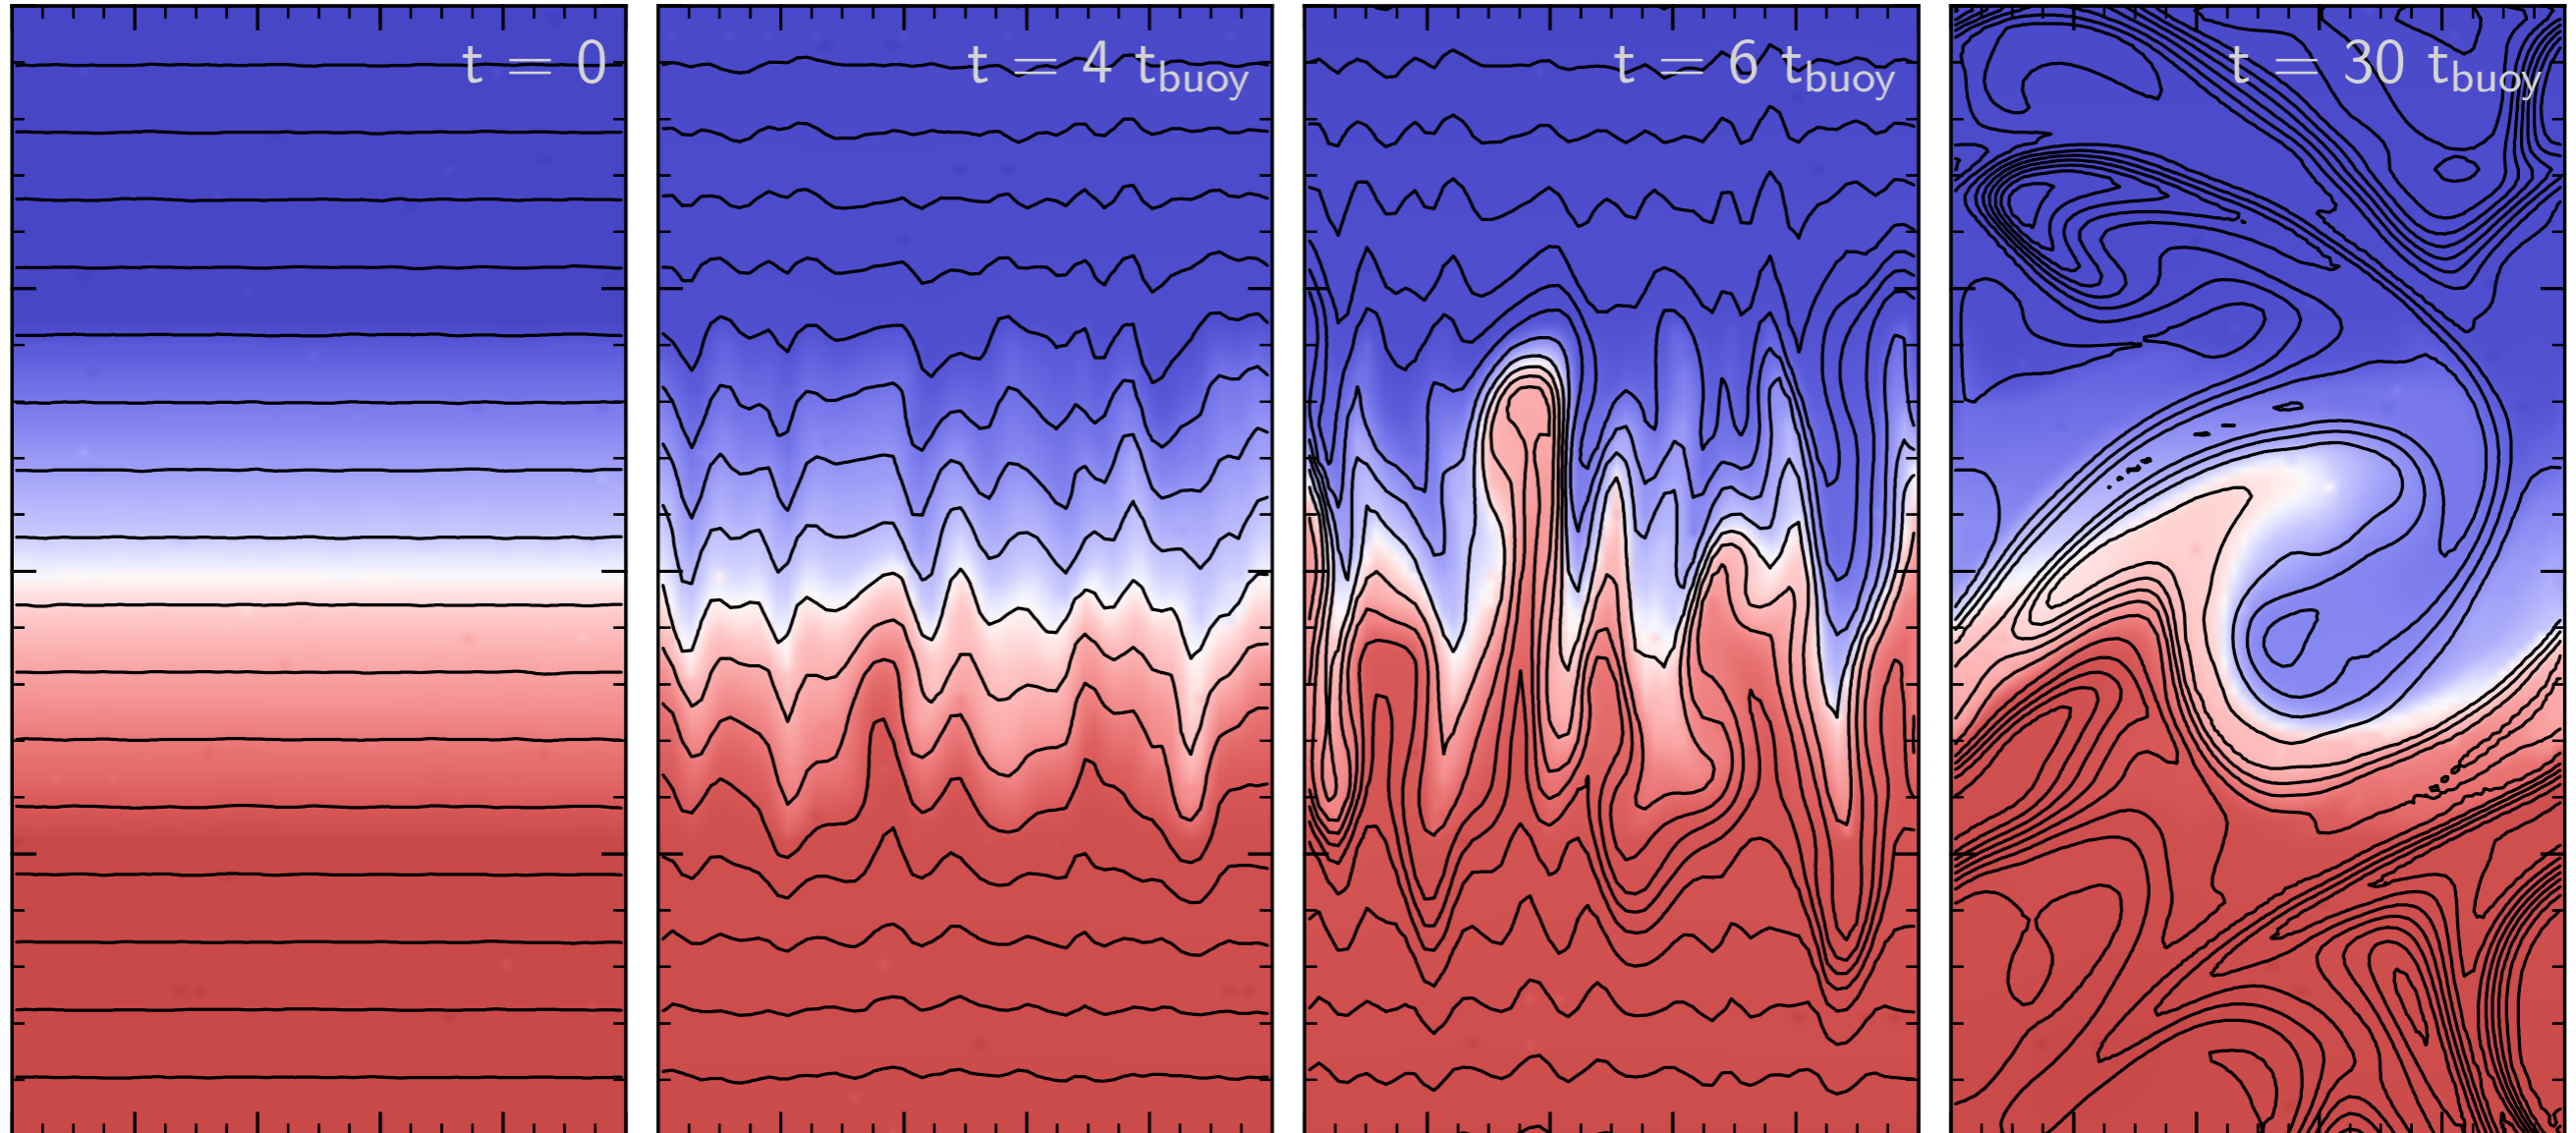 t = 0
t = 4 t_buoy
t = 6 t_buoy
t = 30 t_buoy